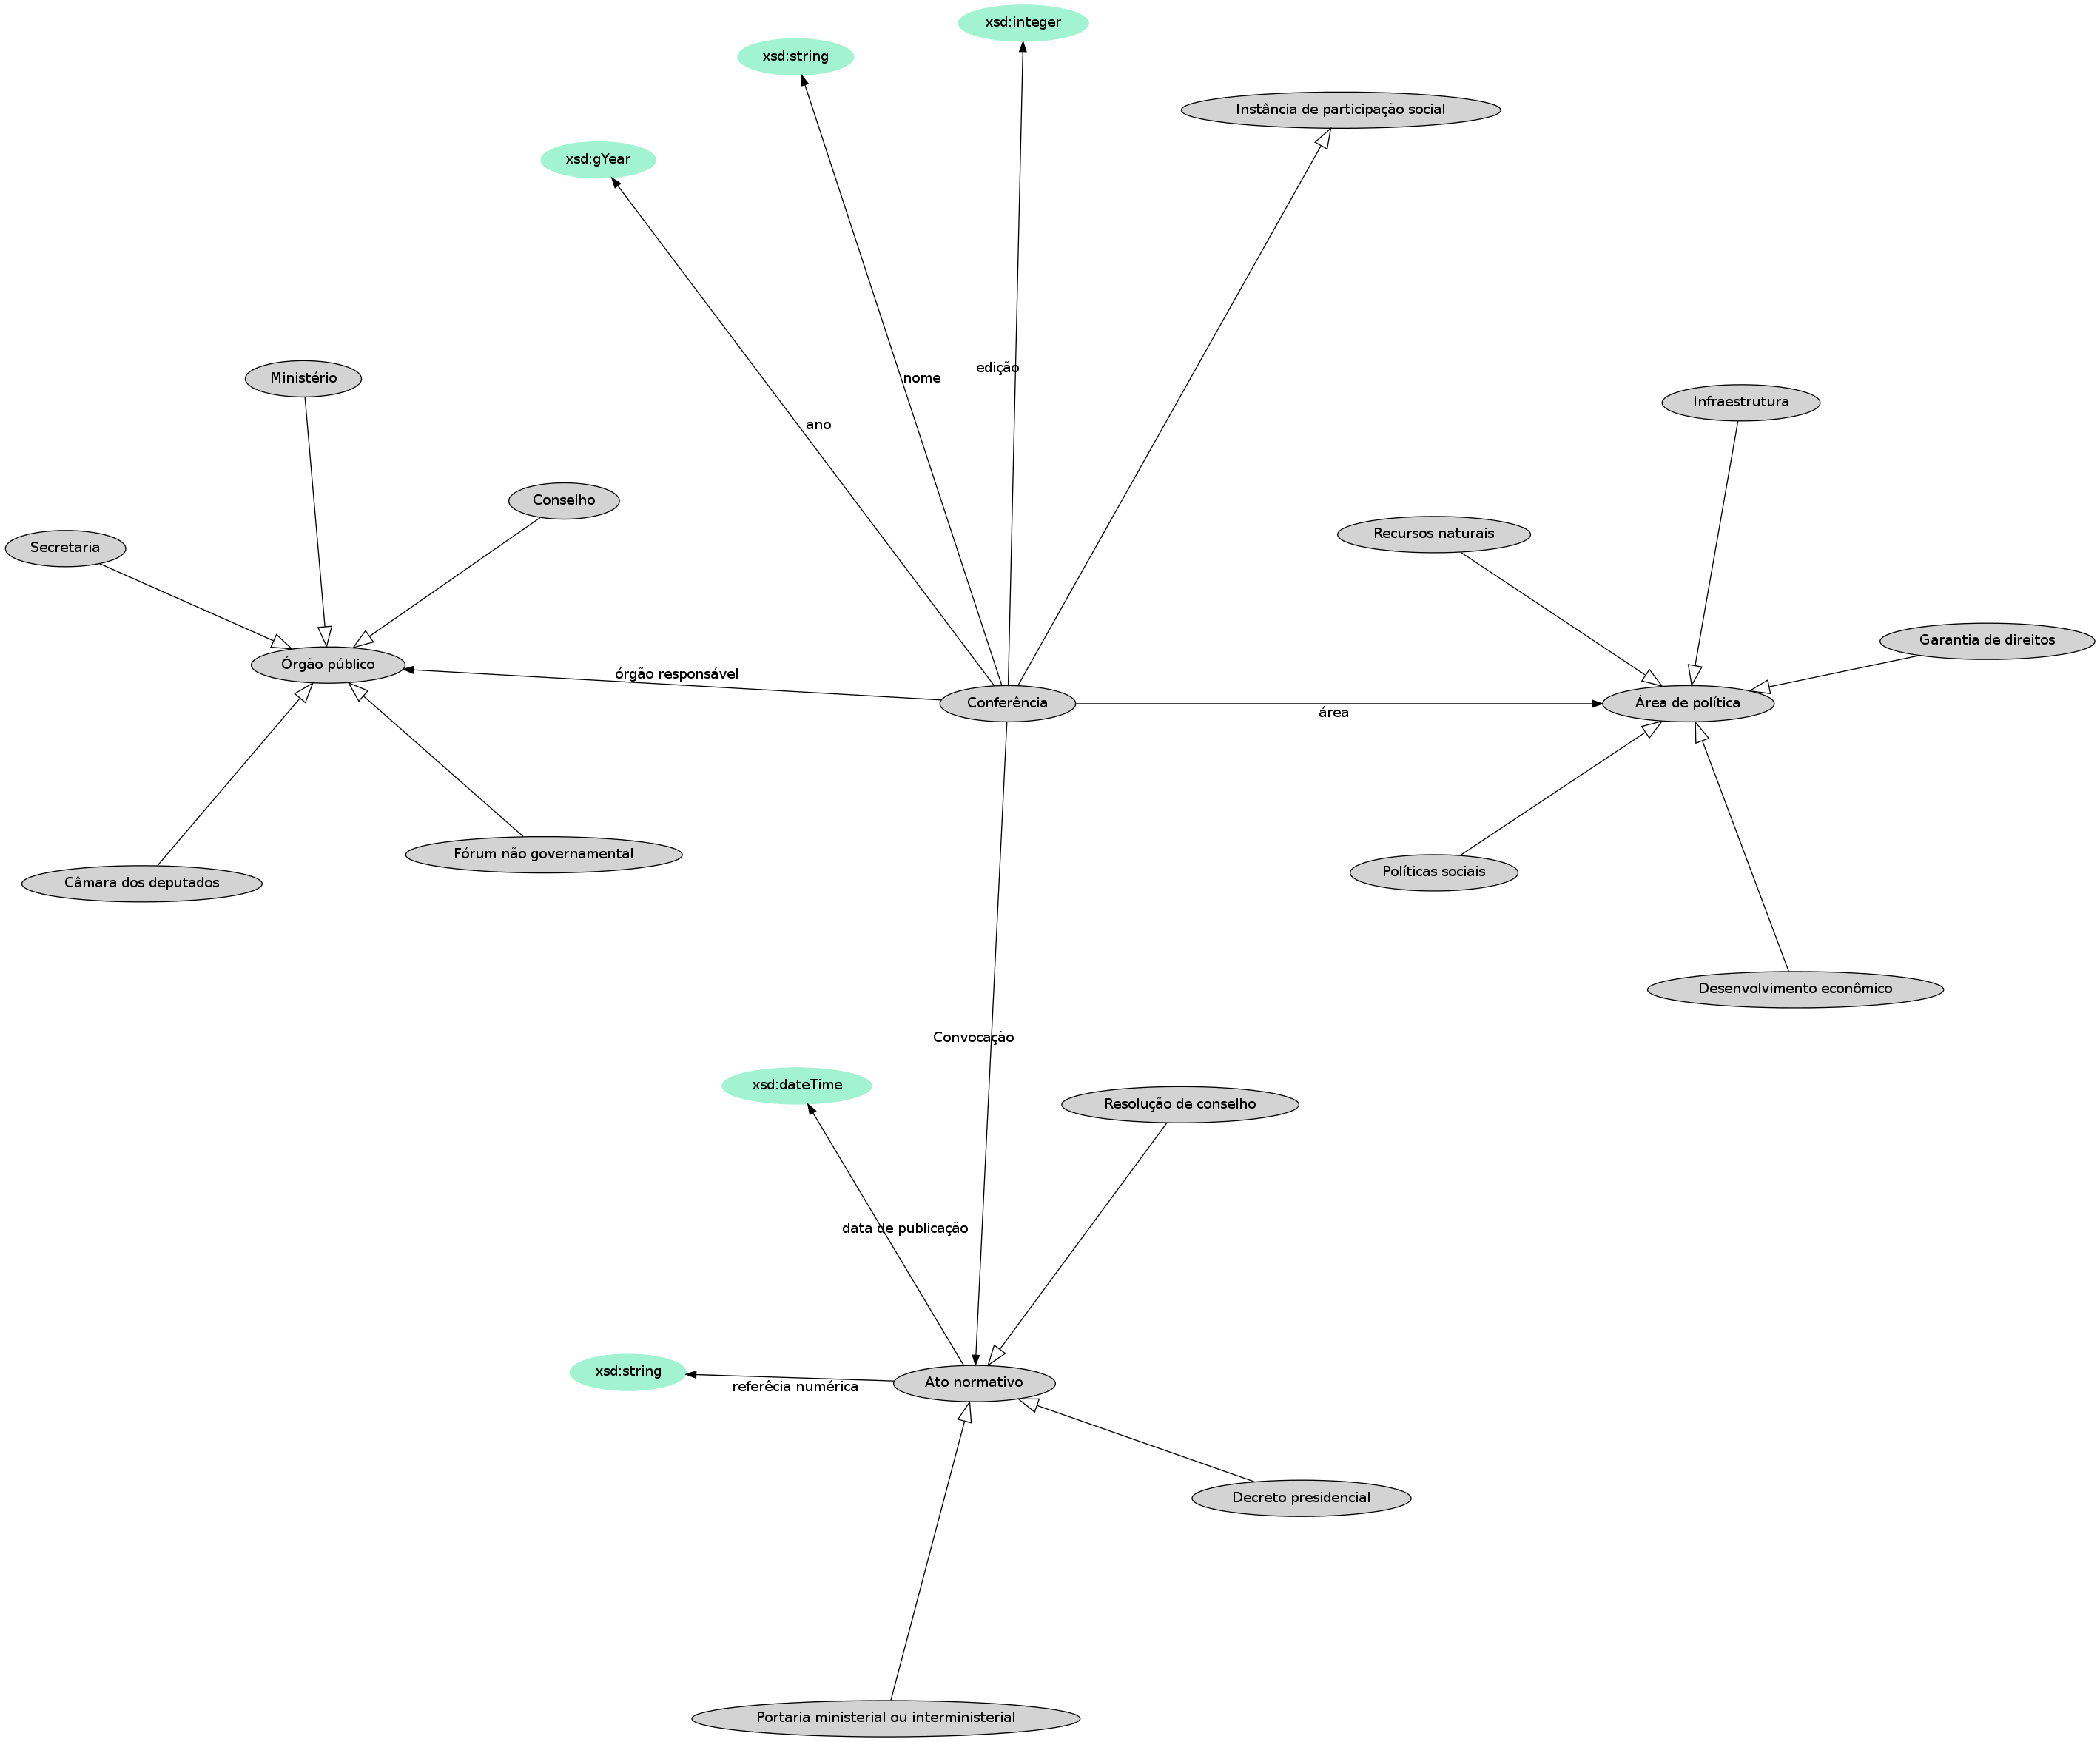 xsd:integer
xsd:string
Instância de participação social
xsd:gYear
edição
Ministério
nome
Infraestrutura
ano
Conselho
Recursos naturais
Secretaria
Garantia de direitos
Órgão público
órgão responsável
Conferência
área
Área de política
Fórum não governamental
Políticas sociais
Câmara dos deputados
Desenvolvimento econômico
Convocação
xsd:dateTime
Resolução de conselho
data de publicação
xsd:string
referêcia numérica
Ato normativo
Decreto presidencial
Portaria ministerial ou interministerial